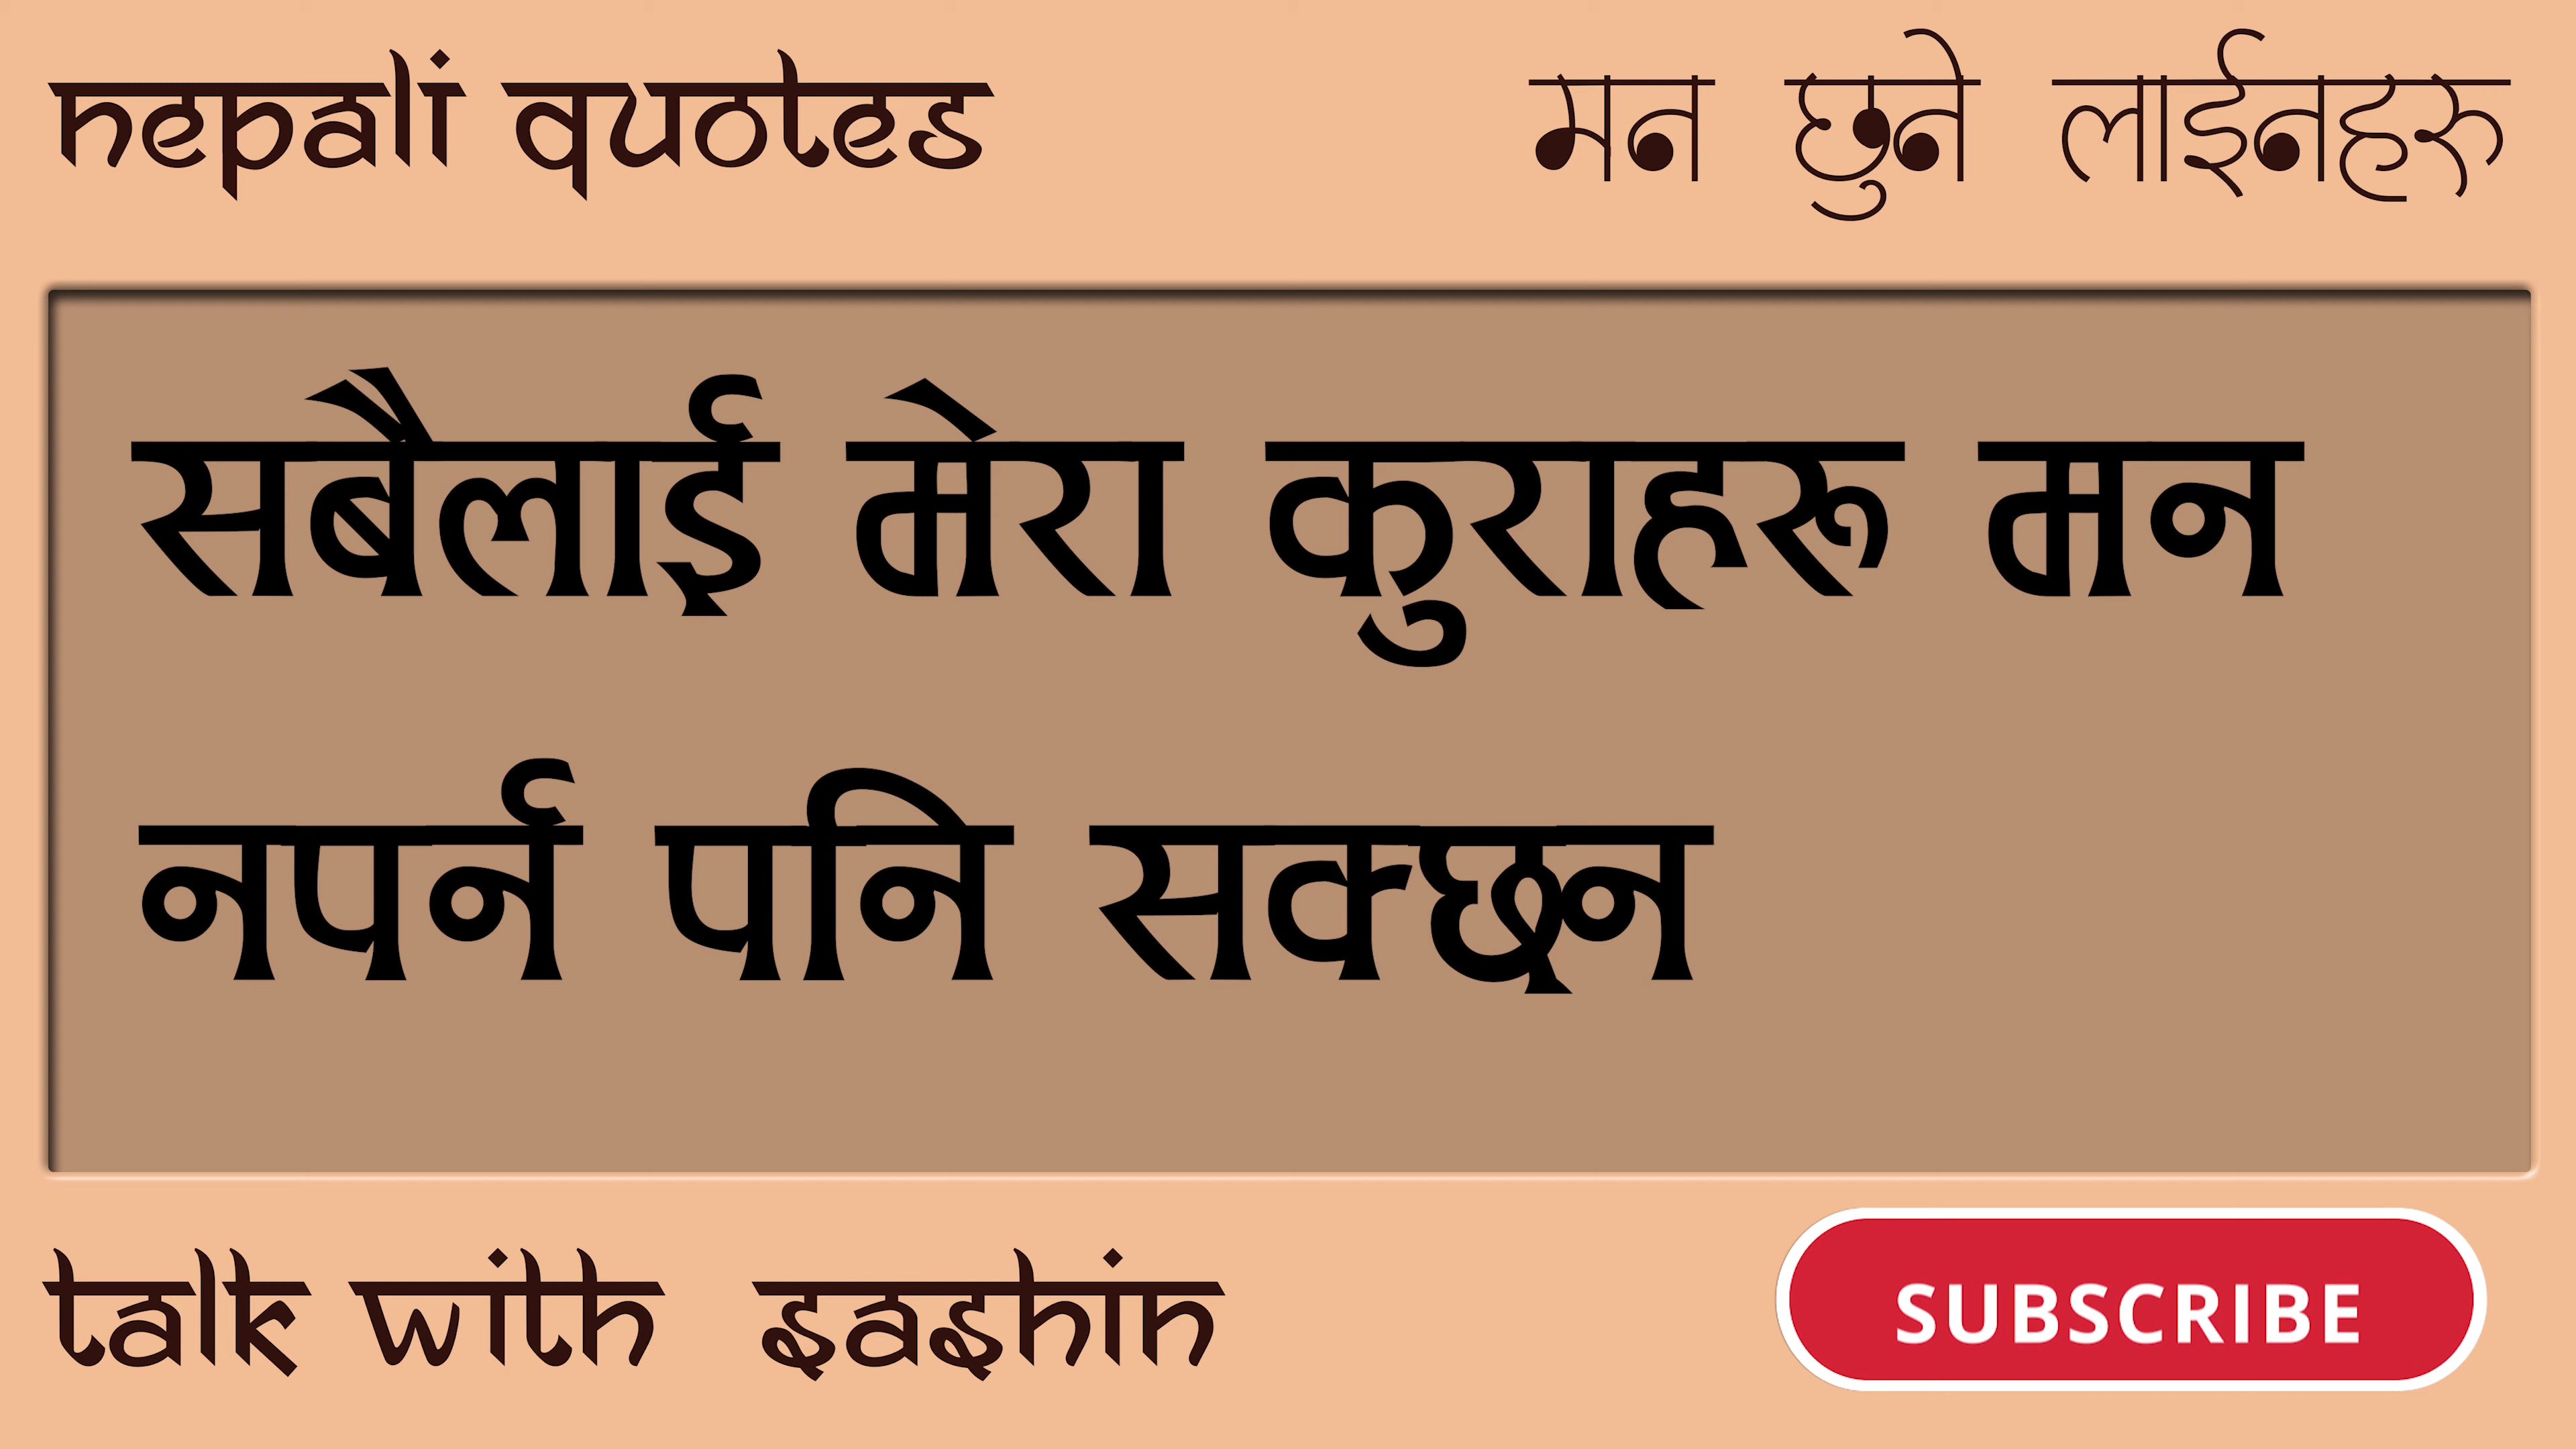 nepali quotes
मन छुने लाईनहरु
सबैलाई मेरा कुराहरू मन
नपर्न पनि सक्छन
talk with sashin
SUBSCRIBE